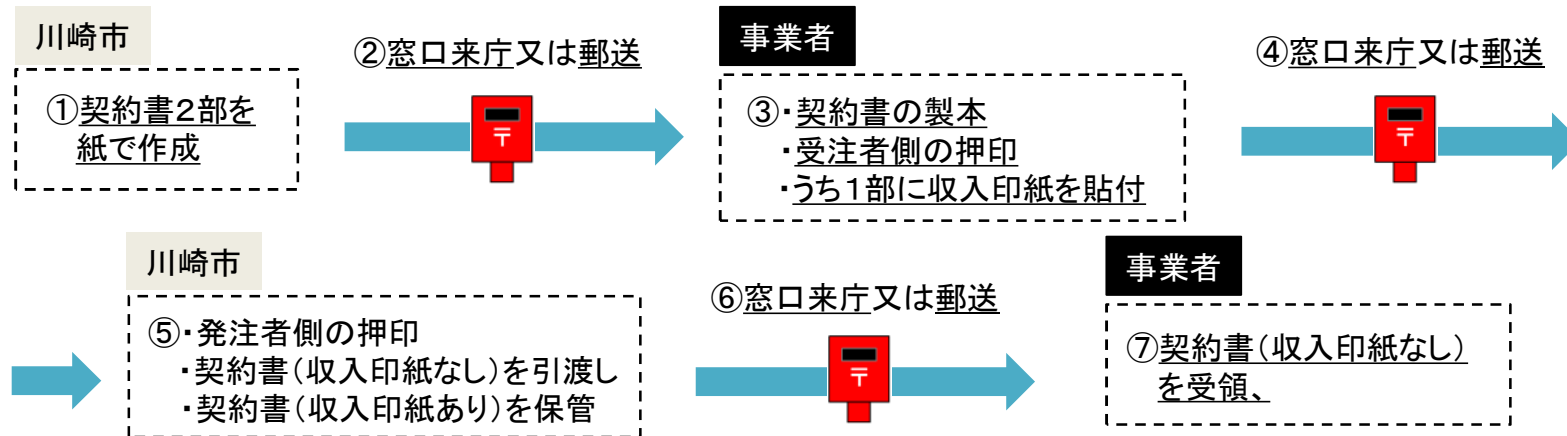 川崎市
①契約書２部を
紙で作成
②窓口来庁又は郵送
〒
事業者
③・契約書の製本
・受注者側の押印
・うち１部に収入印紙を貼付
④窓口来庁又は郵送
〒
川崎市
⑤・発注者側の押印
・契約書（収入印紙なし）を引渡し
・契約書（収入印紙あり）を保管
⑥窓口来庁又は郵送
〒
事業者
⑦契約書（収入印紙なし）
を受領、